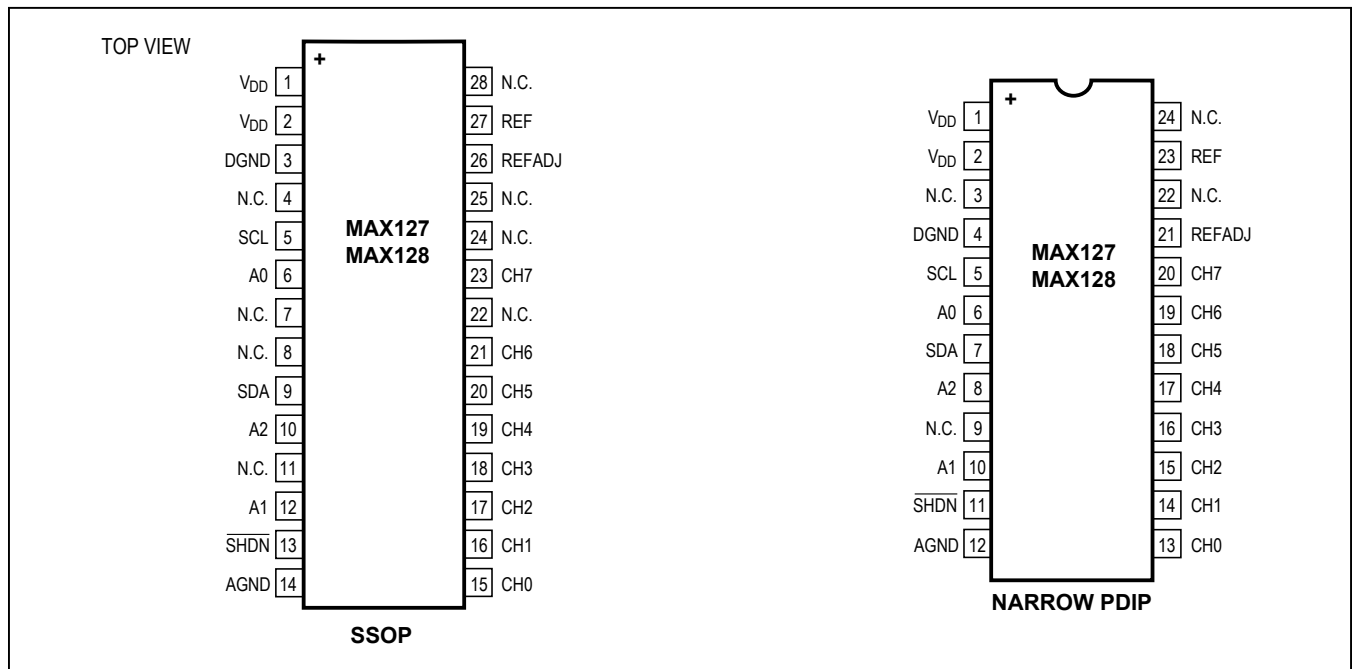 TOP VIEW
+
VDD 1 28 N.C.
VDD 2 27 REF
DGND 3 26 REFADJ
N.C. 4 25 N.C.
SCL 5 24 N.C.
A0 6 23 CH7
N.C. 7 22 N.C.
N.C. 8 21 CH6
SDA 9 20 CH5
A2 10 19 CH4
N.C. 11 18 CH3
A1 12 17 CH2
S̅H̅D̅N̅ 13 16 CH1
AGND 14 15 CH0
MAX127
MAX128
SSOP
+
VDD 1 24 N.C.
VDD 2 23 REF
N.C. 3 22 N.C.
DGND 4 21 REFADJ
SCL 5 20 CH7
A0 6 19 CH6
SDA 7 18 CH5
A2 8 17 CH4
N.C. 9 16 CH3
A1 10 15 CH2
S̅H̅D̅N̅ 11 14 CH1
AGND 12 13 CH0
MAX127
MAX128
NARROW PDIP